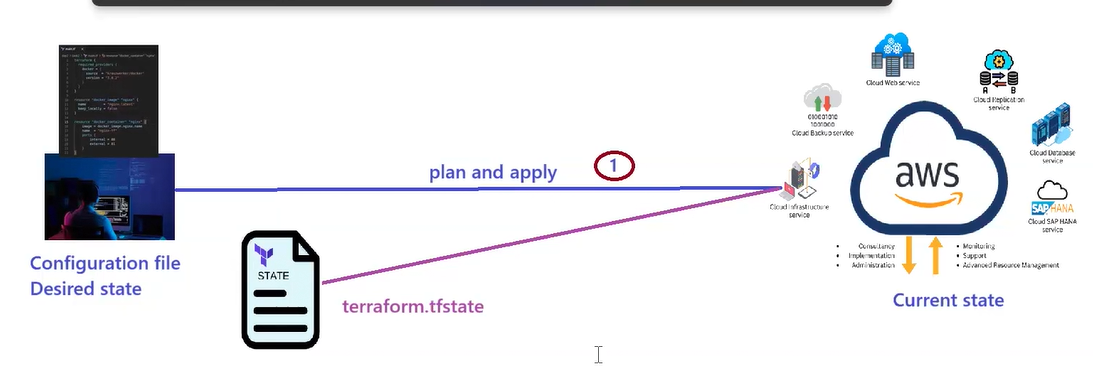 Cloud Web service
A B
Cloud Replication
service
01001010
1001000
Cloud Backup service
plan and apply
1
aws
Cloud Database
service
Cloud Infrastructure
service
SAP HANA
Cloud SAP HANA
service
Configuration file
Desired state
STATE
terraform.tfstate
• Consultancy
• Implementation
• Administration
• Monitoring
• Support
• Advanced Resource Management
Current state